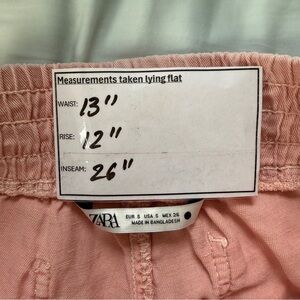 Measurements taken lying flat
WAIST: 13"
RISE: 12"
INSEAM: 26"
ZARA
EUR S USA S MEX 26
MADE IN BANGLADESH